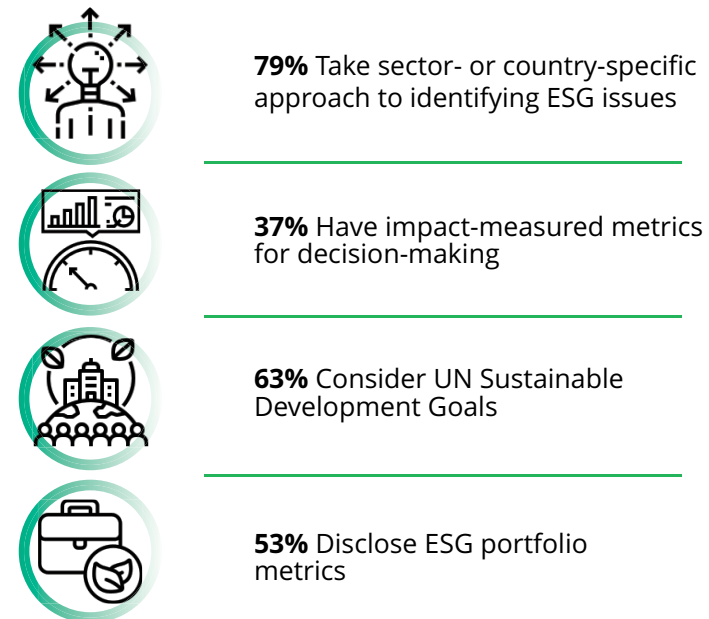 79% Take sector- or country-specific
approach to identifying ESG issues
37% Have impact-measured metrics
for decision-making
63% Consider UN Sustainable
Development Goals
53% Disclose ESG portfolio
metrics